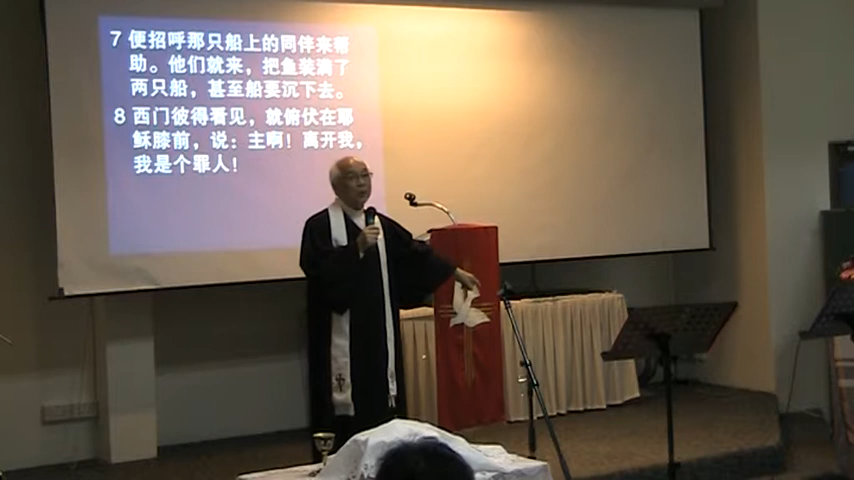 7 便招呼那只船上的同伴来帮
助。他们就来，把鱼装满了
两只船，甚至船要沉下去。
8 西门彼得看见，就俯伏在耶
稣膝前，说：主啊！离开我，
我是个罪人！